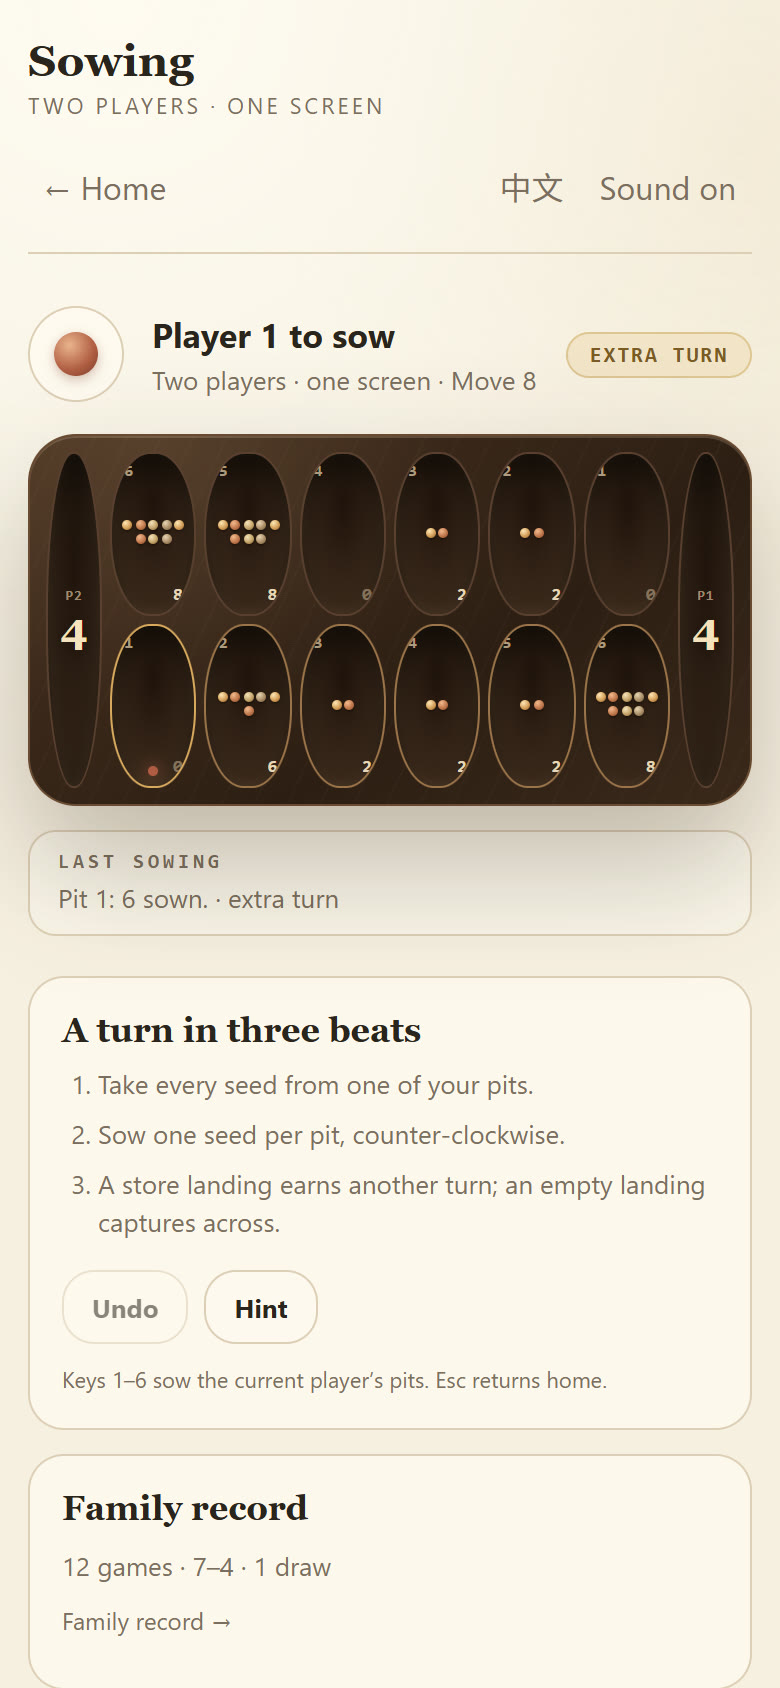 Sowing
TWO PLAYERS · ONE SCREEN
← Home
中文
Sound on
Player 1 to sow
Two players · one screen · Move 8
EXTRA TURN
6 5 4 3 2 1
8 8 0 2 2 0
P2
4
P1
4
1 2 3 4 5 6
0 6 2 2 2 8
LAST SOWING
Pit 1: 6 sown. · extra turn
A turn in three beats
1. Take every seed from one of your pits.
2. Sow one seed per pit, counter-clockwise.
3. A store landing earns another turn; an empty landing
captures across.
Undo
Hint
Keys 1–6 sow the current player’s pits. Esc returns home.
Family record
12 games · 7–4 · 1 draw
Family record →